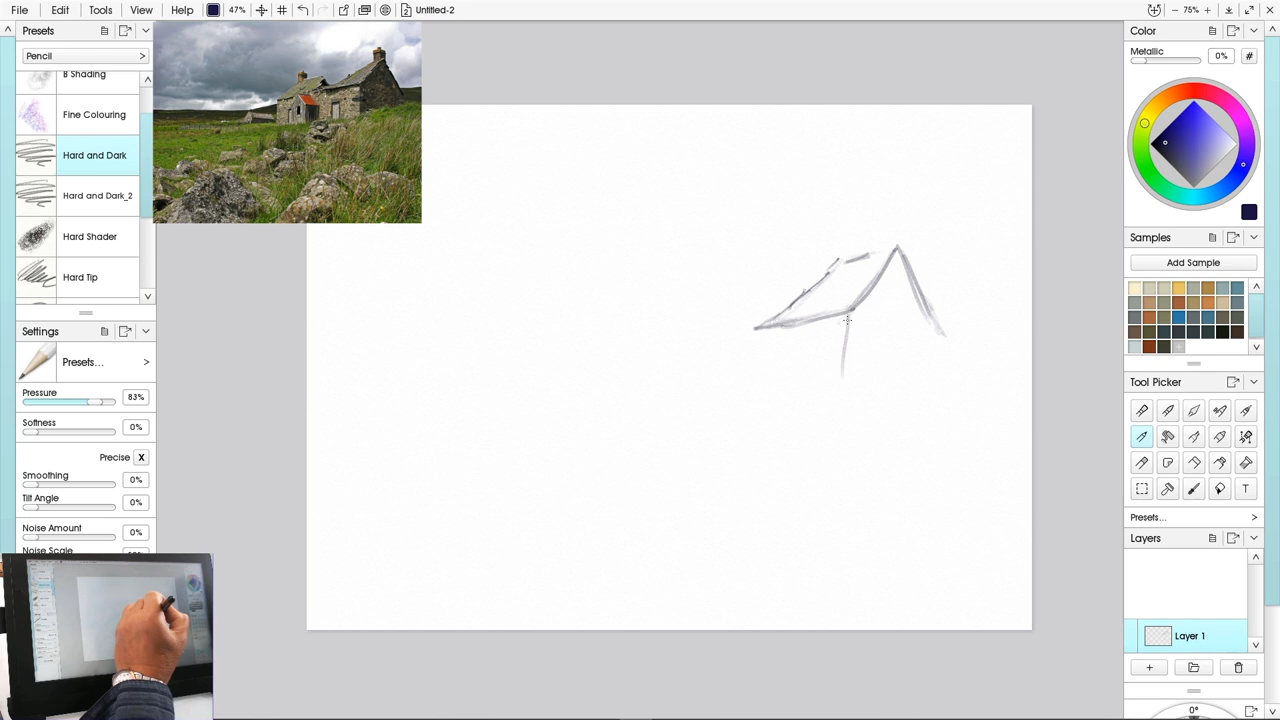 File Edit Tools View Help 47% Untitled-2 75%
Presets
Pencil >
B Shading
Fine Colouring
Hard and Dark
Hard and Dark_2
Hard Shader
Hard Tip
Settings
Presets... >
Pressure
83%
Softness
0%
Precise X
Smoothing
0%
Tilt Angle
0%
Noise Amount
0%
Noise Scale
Color
Metallic
0% #
Samples
Add Sample
Tool Picker
T
Presets... >
Layers
Layer 1
+
0°